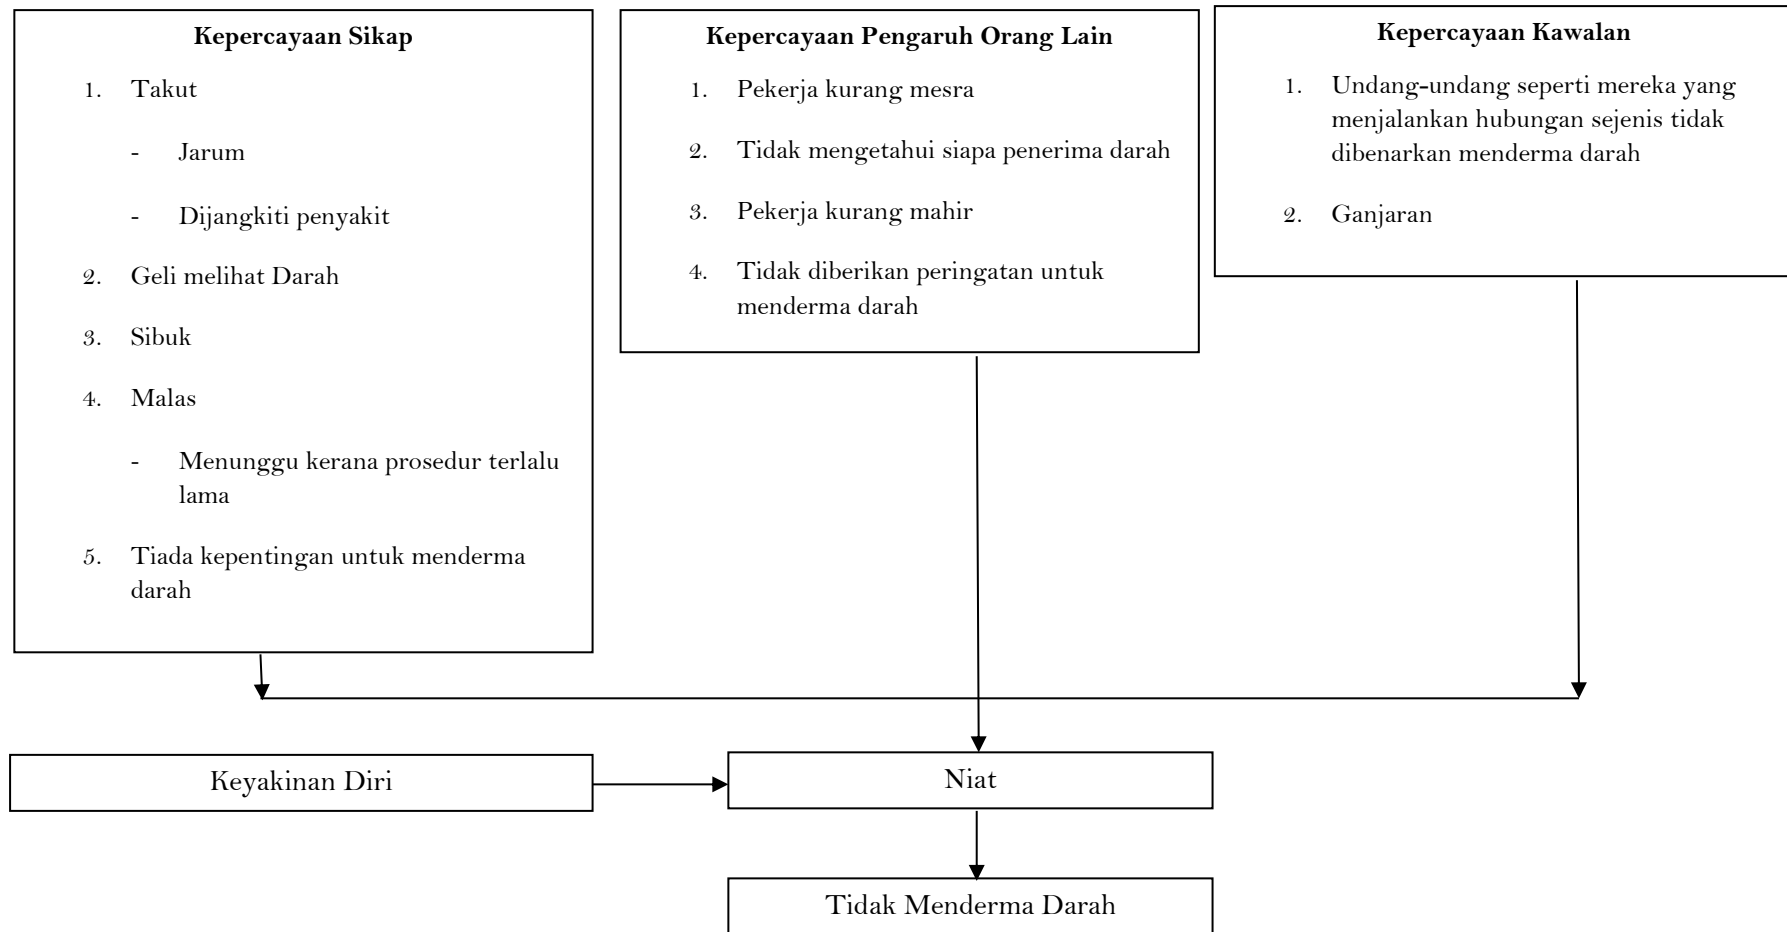 Kepercayaan Sikap
1. Takut
- Jarum
- Dijangkiti penyakit
2. Geli melihat Darah
3. Sibuk
4. Malas
- Menunggu kerana prosedur terlalu
lama
5. Tiada kepentingan untuk menderma
darah
Kepercayaan Pengaruh Orang Lain
1. Pekerja kurang mesra
2. Tidak mengetahui siapa penerima darah
3. Pekerja kurang mahir
4. Tidak diberikan peringatan untuk
menderma darah
Kepercayaan Kawalan
1. Undang-undang seperti mereka yang
menjalankan hubungan sejenis tidak
dibenarkan menderma darah
2. Ganjaran
Keyakinan Diri
Niat
Tidak Menderma Darah